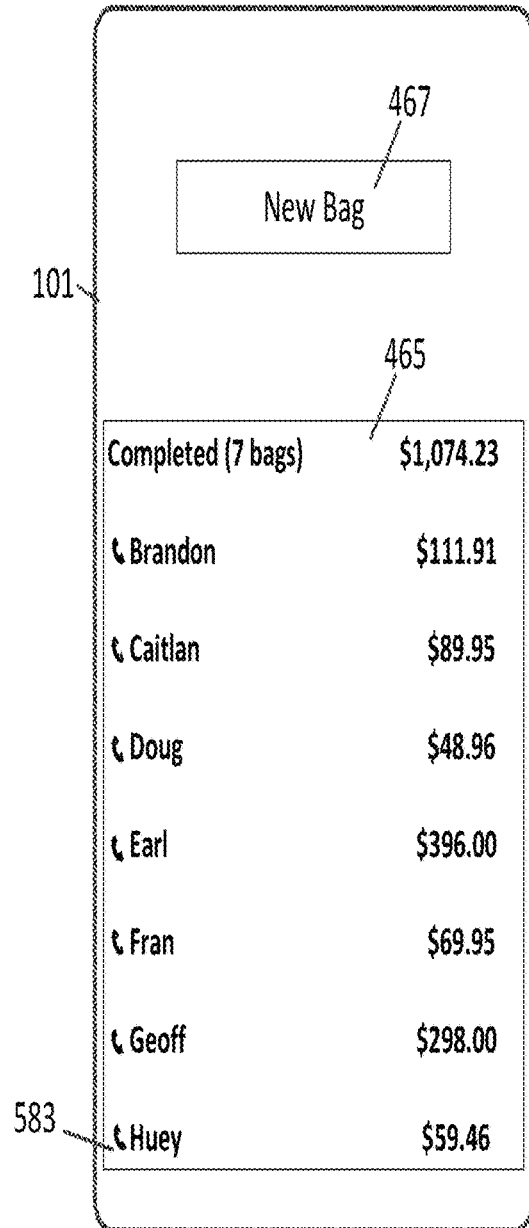 467
New Bag
101
465
Completed (7 bags) $1,074.23
Brandon $111.91
Caitlan $89.95
Doug $48.96
Earl $396.00
Fran $69.95
Geoff $298.00
583
Huey $59.46